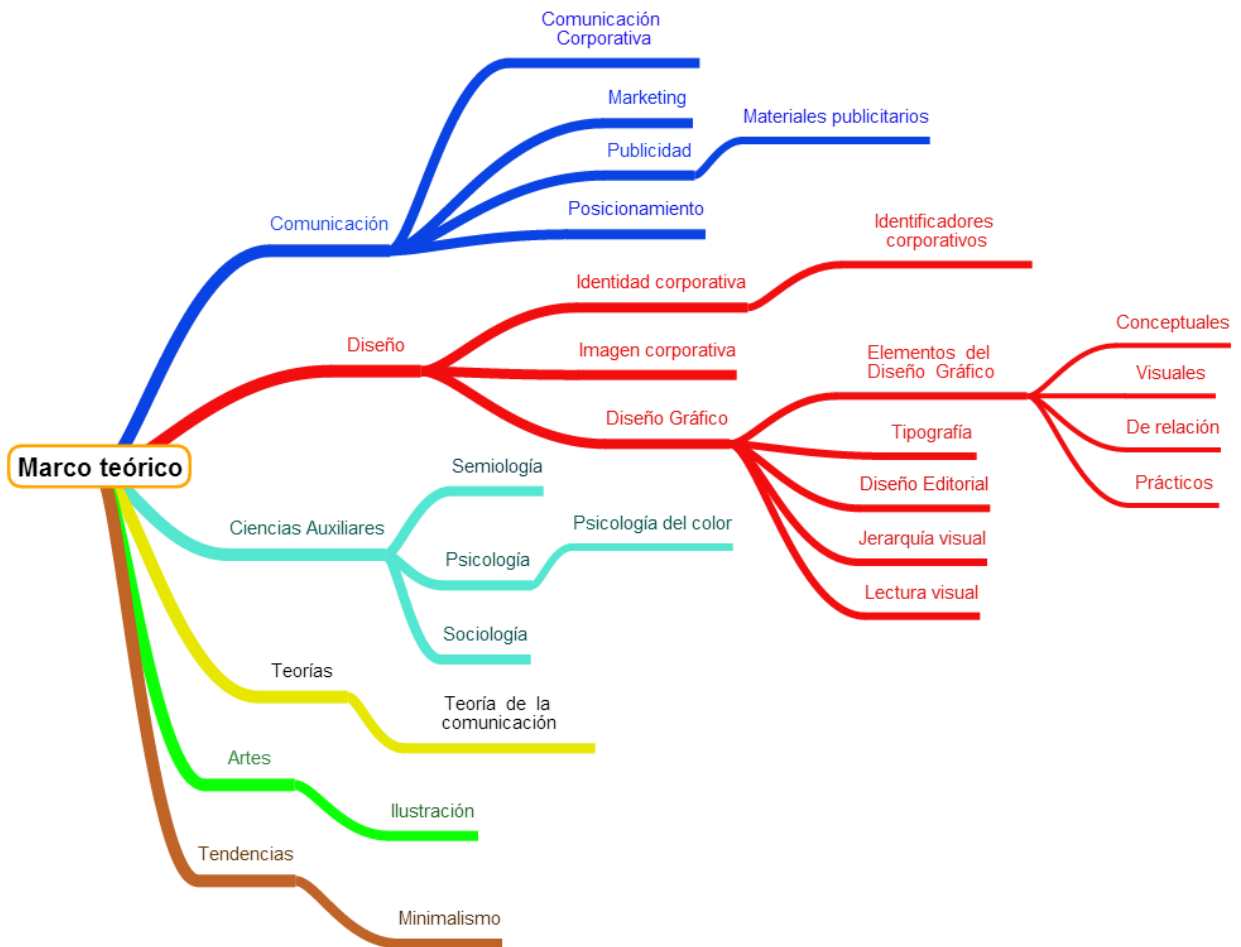 Marco teórico
Comunicación
Comunicación
Corporativa
Marketing
Publicidad
Materiales publicitarios
Posicionamiento
Diseño
Identidad corporativa
Identificadores
corporativos
Imagen corporativa
Diseño Gráfico
Elementos del
Diseño Gráfico
Conceptuales
Visuales
De relación
Prácticos
Tipografía
Diseño Editorial
Jerarquía visual
Lectura visual
Ciencias Auxiliares
Semiología
Psicología
Psicología del color
Sociología
Teorías
Teoría de la
comunicación
Artes
Ilustración
Tendencias
Minimalismo